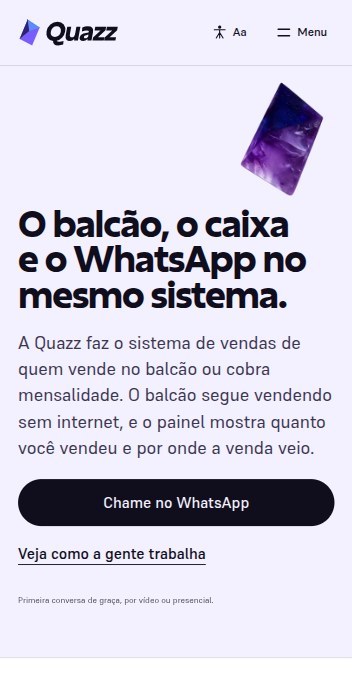 Quazz
Aa
Menu
O balcão, o caixa
e o WhatsApp no
mesmo sistema.
A Quazz faz o sistema de vendas de
quem vende no balcão ou cobra
mensalidade. O balcão segue vendendo
sem internet, e o painel mostra quanto
você vendeu e por onde a venda veio.
Chame no WhatsApp
Veja como a gente trabalha
Primeira conversa de graça, por vídeo ou presencial.